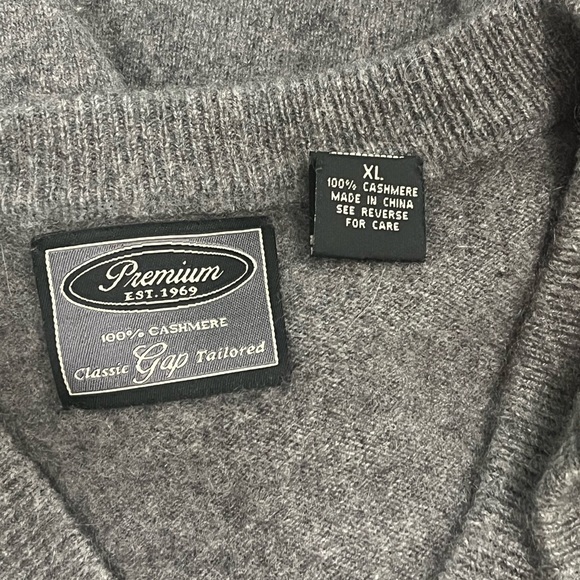 Premium
EST. 1969
100% CASHMERE
Classic Gap Tailored
XL
100% CASHMERE
MADE IN CHINA
SEE REVERSE
FOR CARE